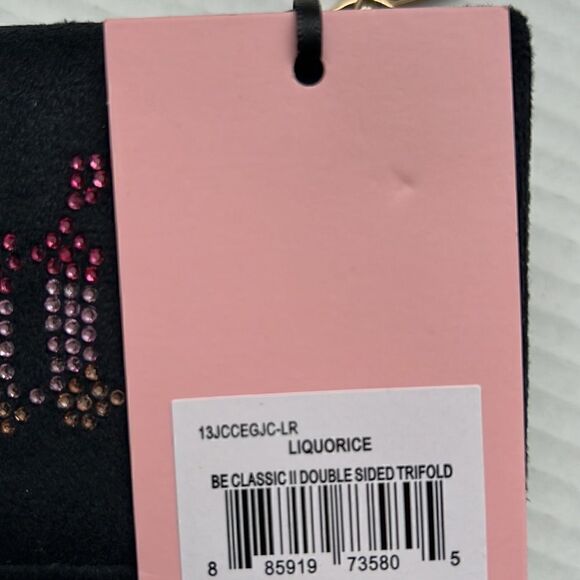 13JCCEGJC-LR
LIQUORICE
BE CLASSIC II DOUBLE SIDED TRIFOLD
8 85919 73580 5